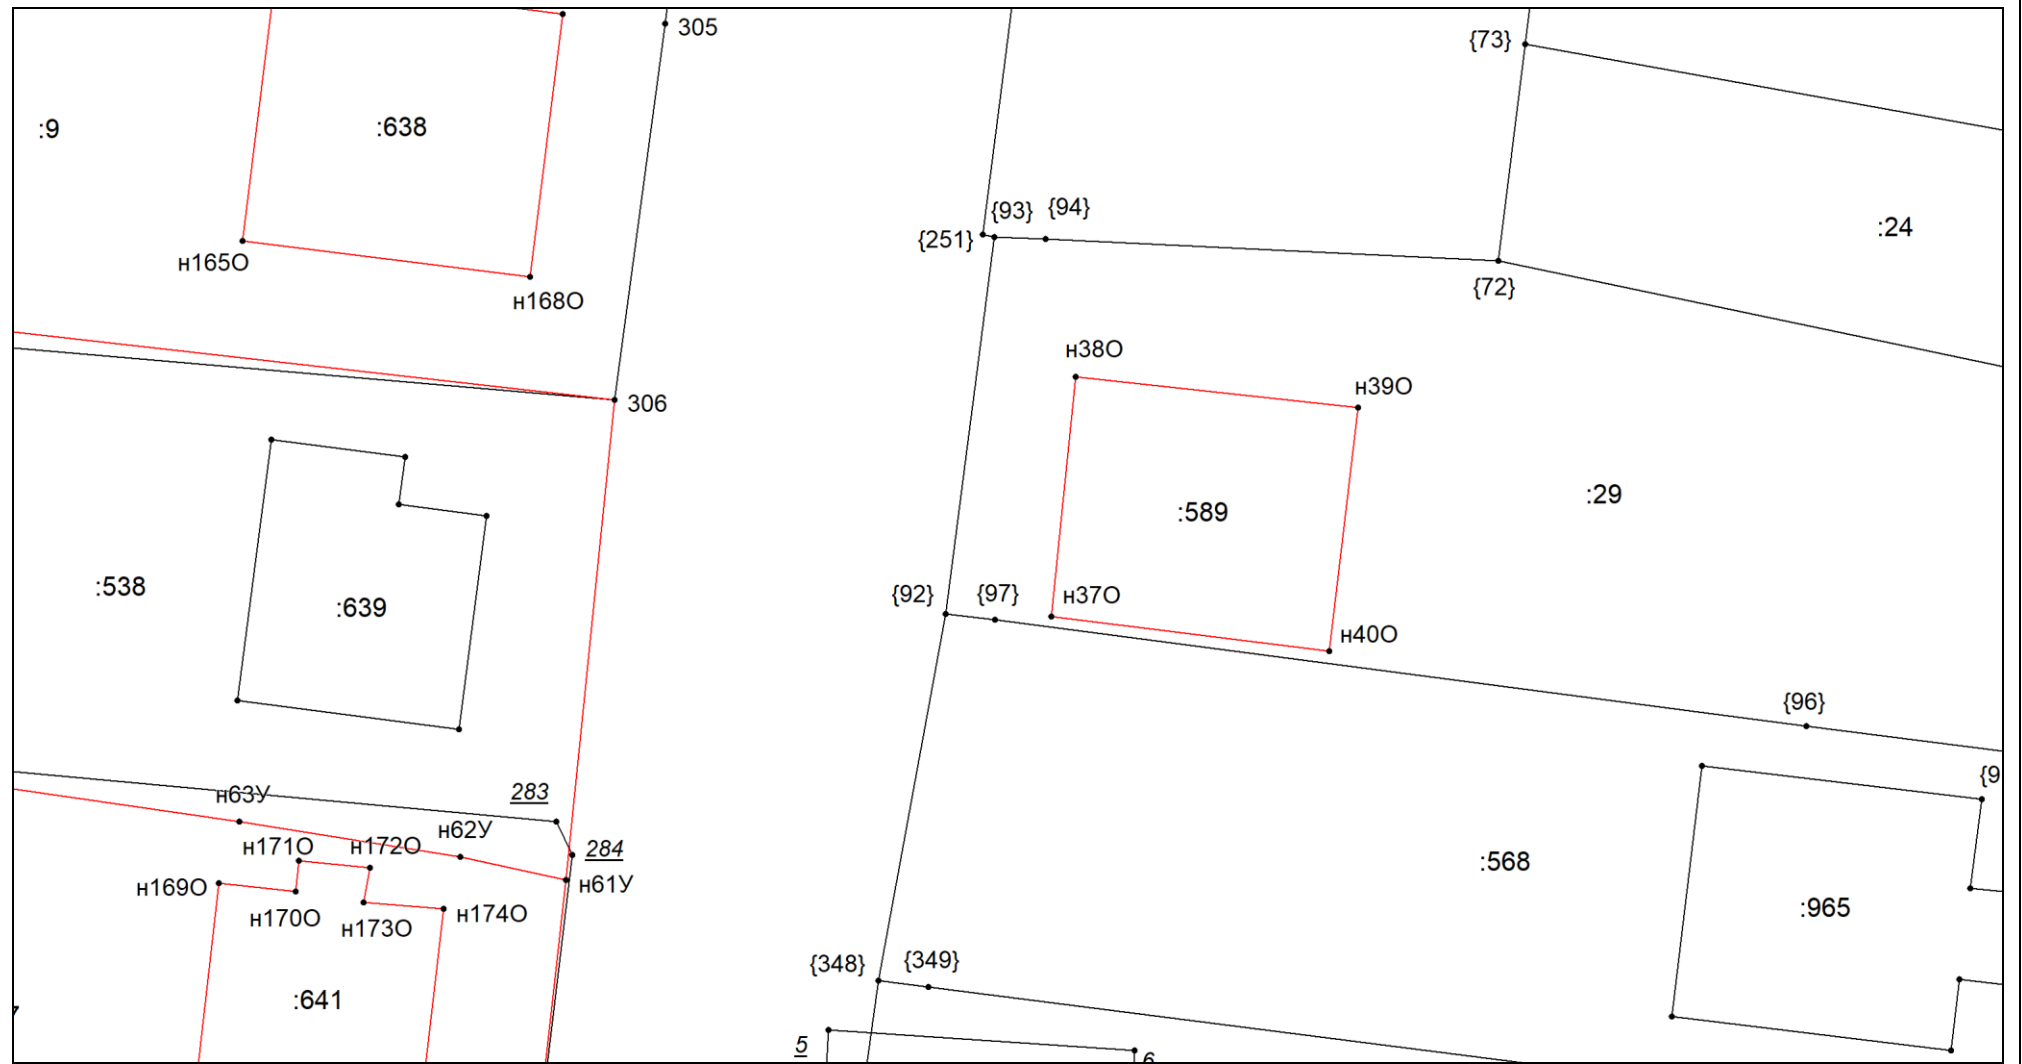 305
{73}
:9
:638
{93}
{94}
{251}
:24
н165О
н168О
{72}
н38О
н39О
306
:29
:589
:538
:639
{92}
{97}
н37О
н40О
{96}
{9
283
н63У
н62У
н171О
н172О
284
н61У
н169О
н170О
н173О
н174О
:568
:965
{348}
{349}
:641
5
6